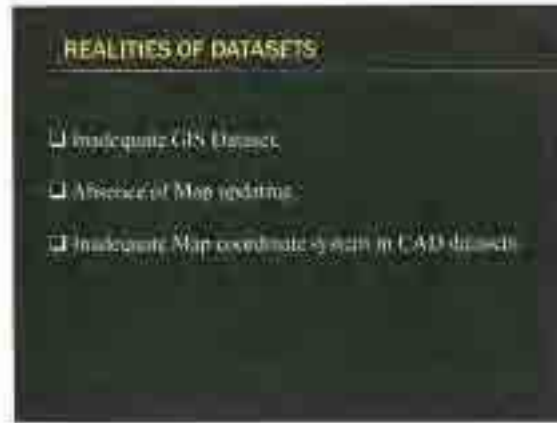 REALITIES OF DATASETS
❑ Inadequate GIS Dataset.
❑ Absence of Map updating.
❑ Inadequate Map coordinate system in CAD datasets